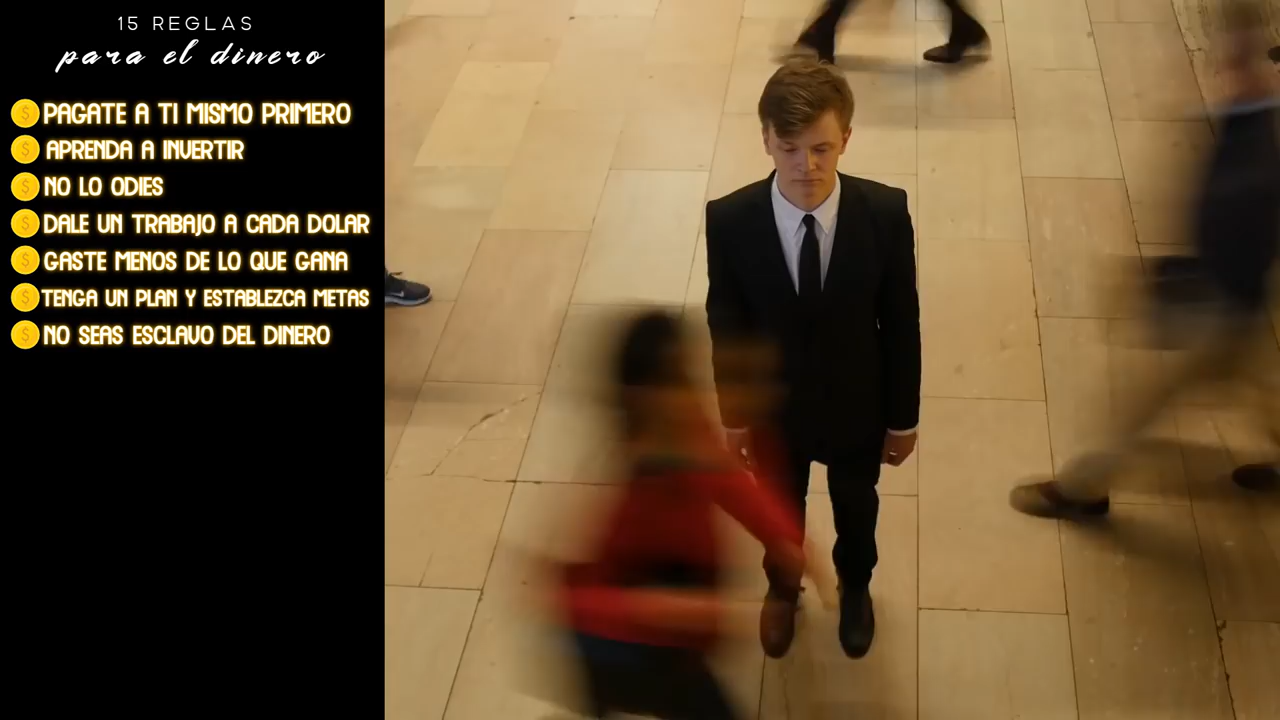 15 REGLAS
para el dinero
PAGATE A TI MISMO PRIMERO
APRENDA A INVERTIR
NO LO ODIES
DALE UN TRABAJO A CADA DOLAR
GASTE MENOS DE LO QUE GANA
TENGA UN PLAN Y ESTABLEZCA METAS
NO SEAS ESCLAVO DEL DINERO